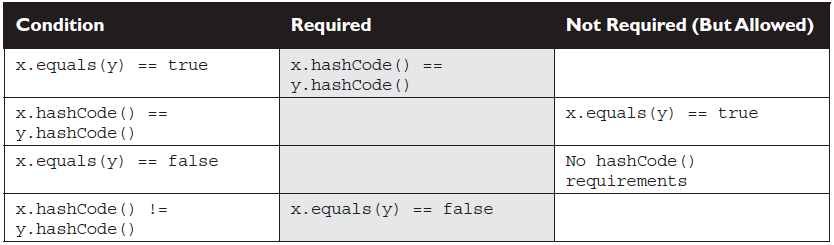 Condition Required Not Required (But Allowed)
x.equals(y) == true x.hashCode() ==
y.hashCode()
x.hashCode() == x.equals(y) == true
y.hashCode()
x.equals(y) == false No hashCode()
requirements
x.hashCode() != x.equals(y) == false
y.hashCode()